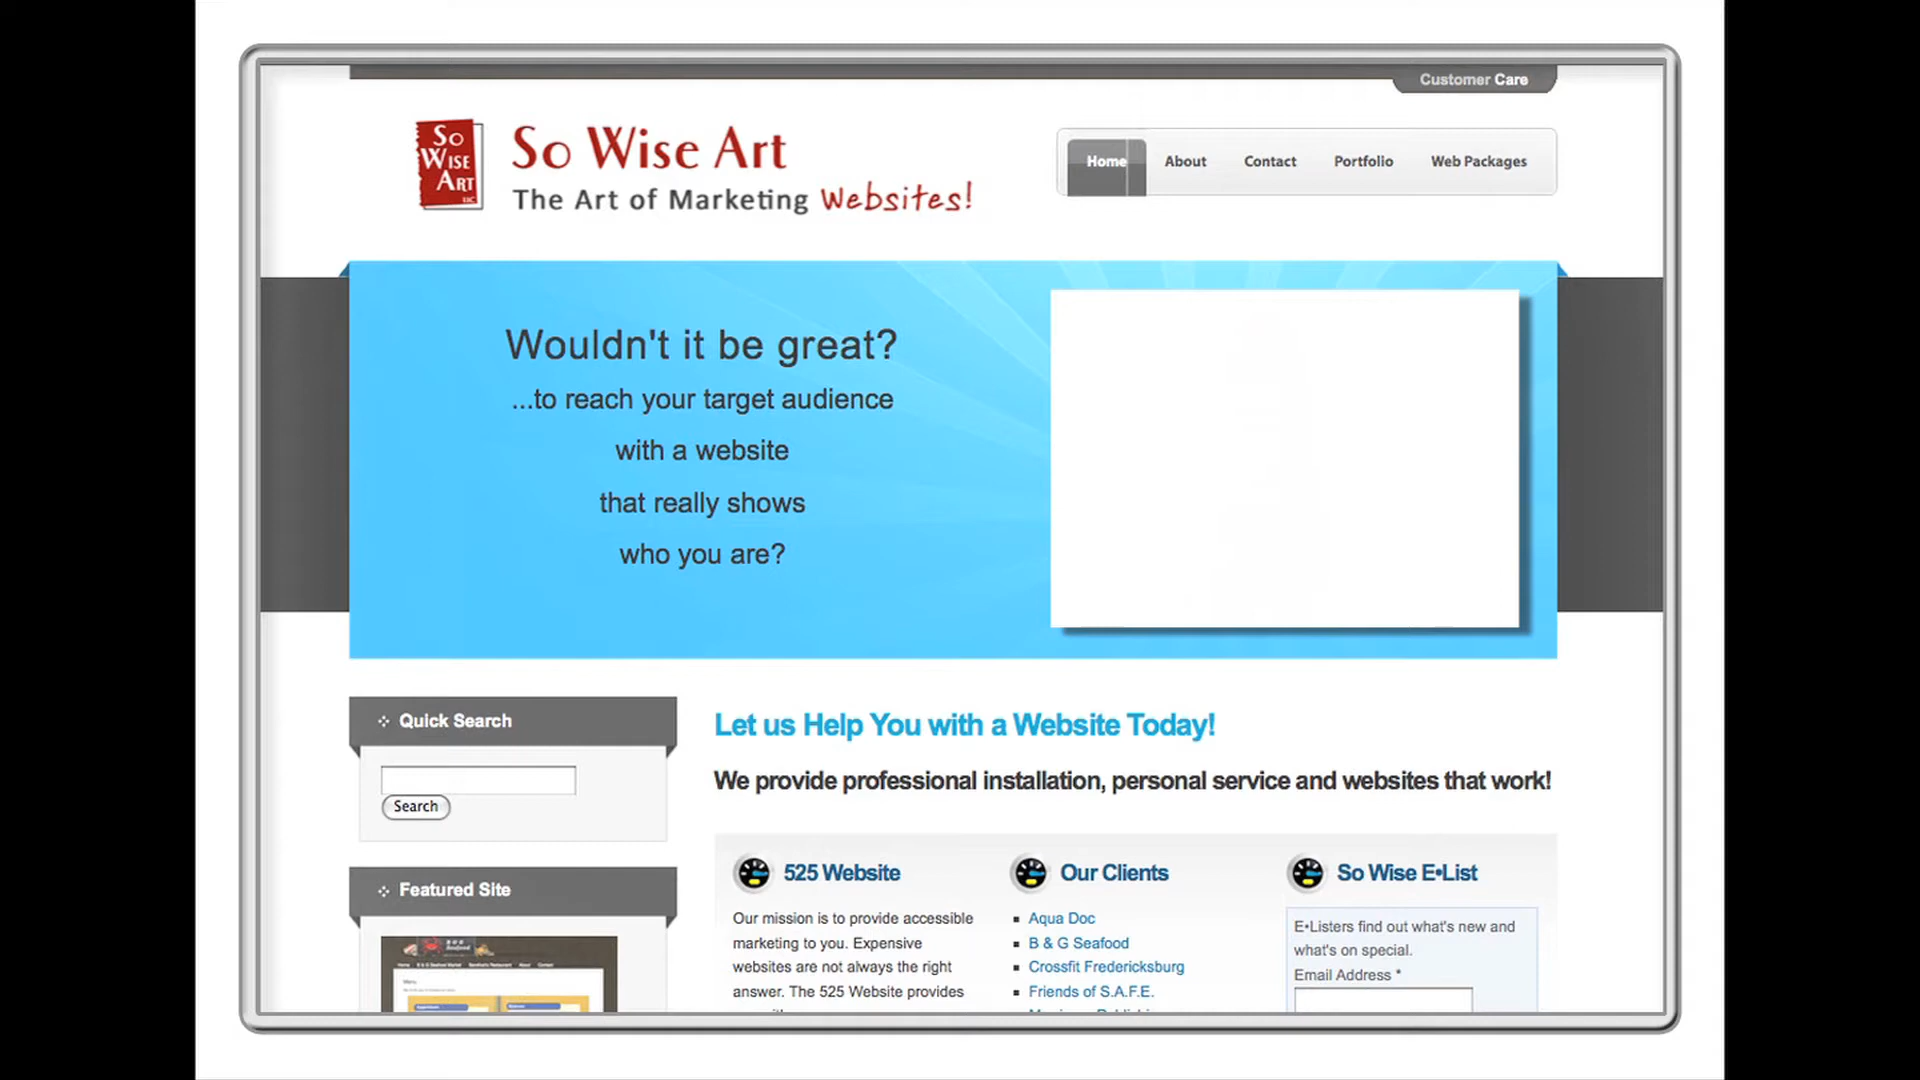 Customer Care
So
Wise
Art
LLC
So Wise Art
The Art of Marketing Websites!
Home About Contact Portfolio Web Packages
Wouldn't it be great?
...to reach your target audience
with a website
that really shows
who you are?
Quick Search
Search
Featured Site
Let us Help You with a Website Today!
We provide professional installation, personal service and websites that work!
525 Website
Our mission is to provide accessible
marketing to you. Expensive
websites are not always the right
answer. The 525 Website provides
Our Clients
Aqua Doc
B & G Seafood
Crossfit Fredericksburg
Friends of S.A.F.E.
So Wise E•List
E•Listers find out what's new and
what's on special.
Email Address *